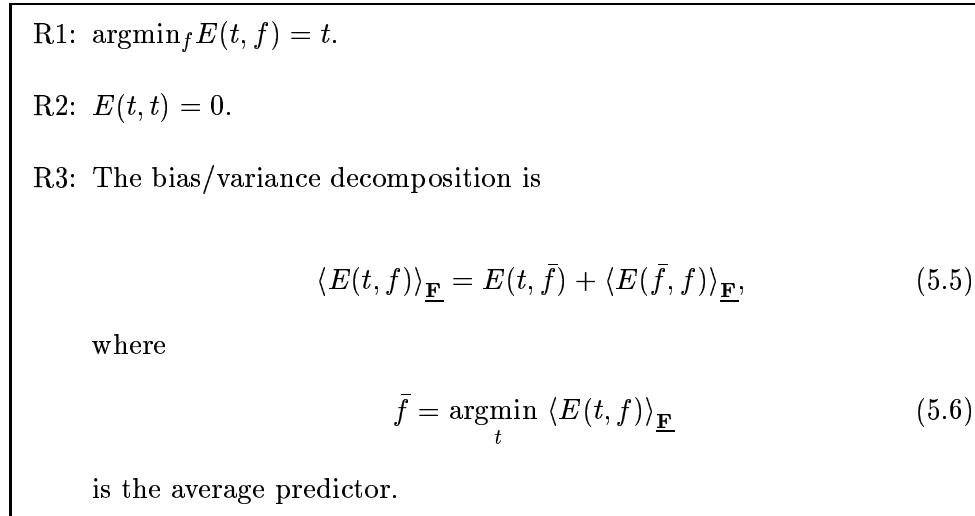 R1: argmin_f E(t, f) = t.
R2: E(t, t) = 0.
R3: The bias/variance decomposition is
⟨E(t, f)⟩_F = E(t, f̄) + ⟨E(f̄, f)⟩_F, (5.5)
where
f̄ = argmin_t ⟨E(t, f)⟩_F (5.6)
is the average predictor.